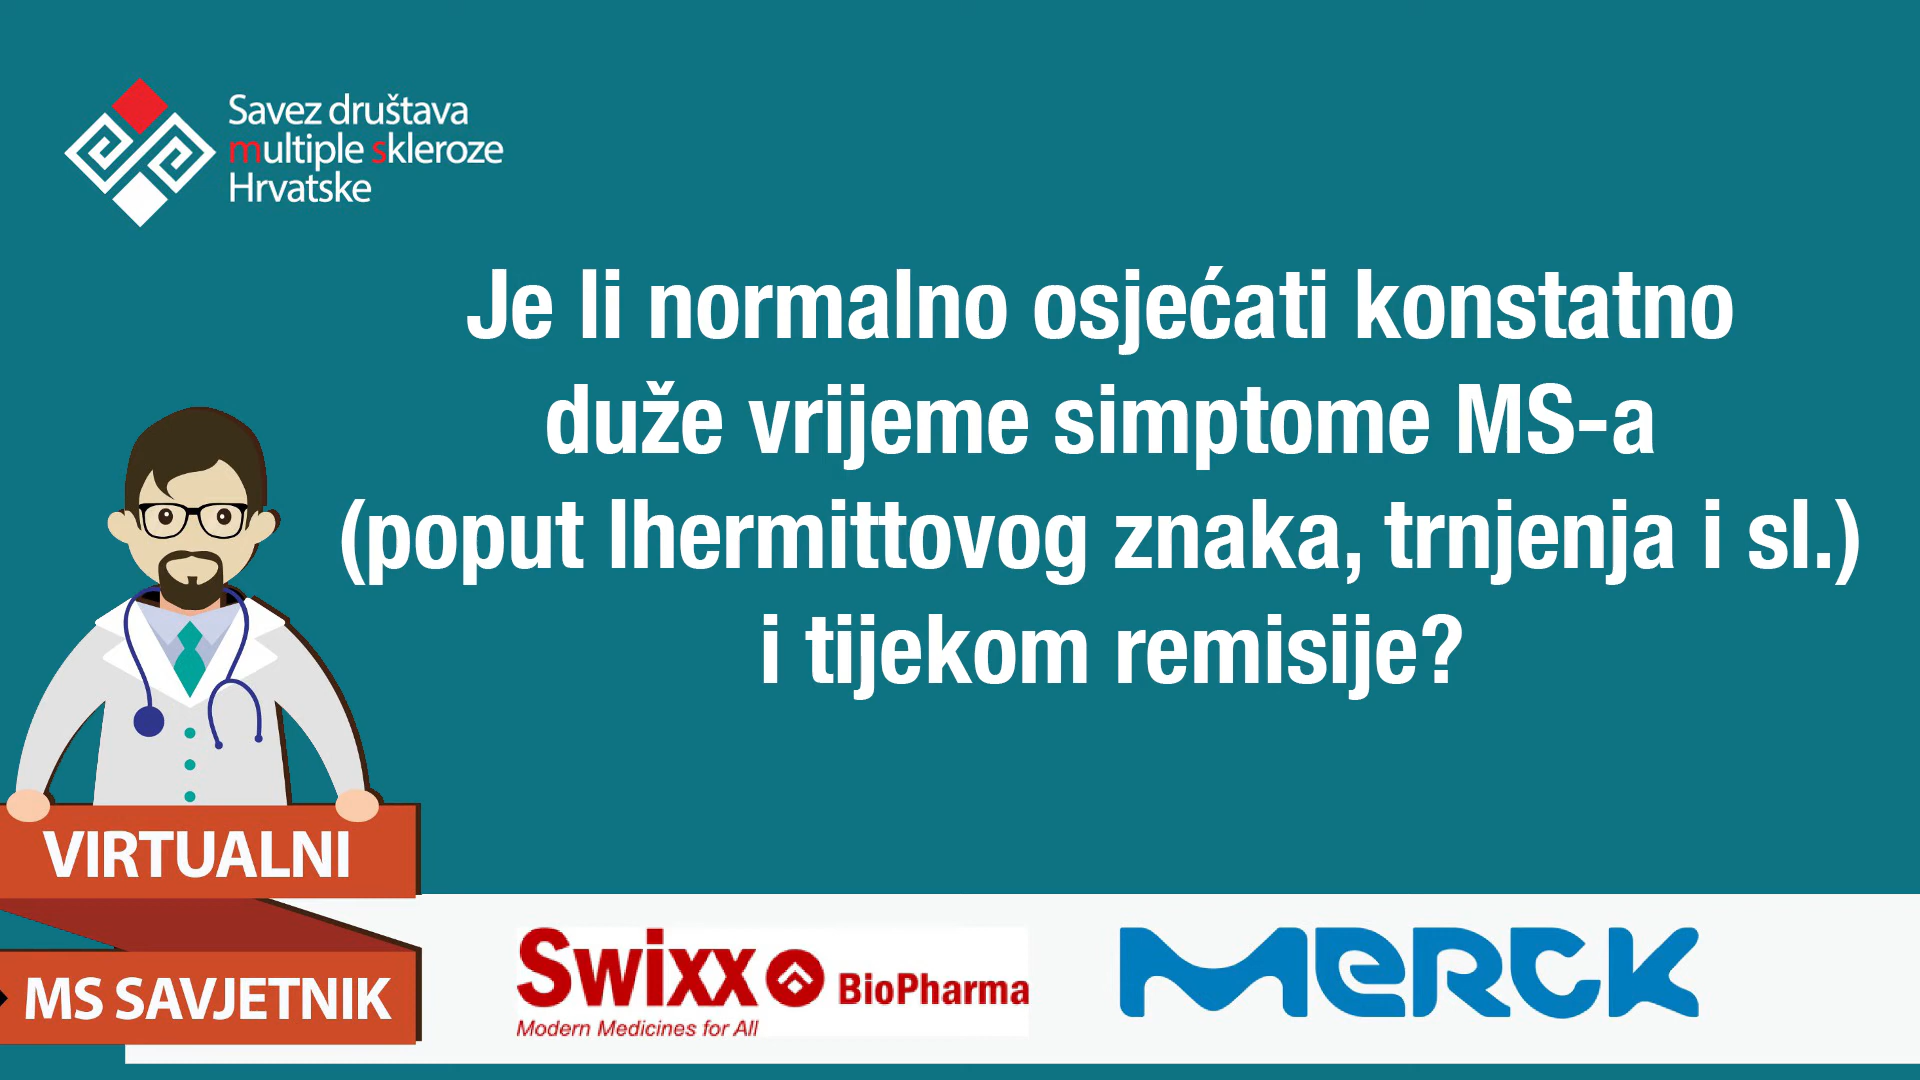 Savez društava
multiple skleroze
Hrvatske
Je li normalno osjećati konstatno
duže vrijeme simptome MS-a
(poput lhermittovog znaka, trnjenja i sl.)
i tijekom remisije?
VIRTUALNI
MS SAVJETNIK
Swixx BioPharma
Modern Medicines for All
Merck